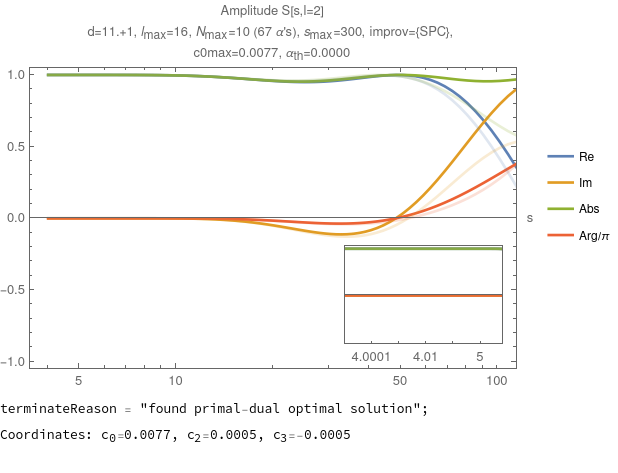 Amplitude S[s,l=2]
d=11.+1, lmax=16, Nmax=10 (67 α's), smax=300, improv={SPC},
c0max=0.0077, αth=0.0000
1.0
0.5
0.0
−0.5
−1.0
5
10
50
100
s
4.0001
4.01
5
Re
Im
Abs
Arg/π
terminateReason = "found primal-dual optimal solution";
Coordinates: c0=0.0077, c2=0.0005, c3=-0.0005